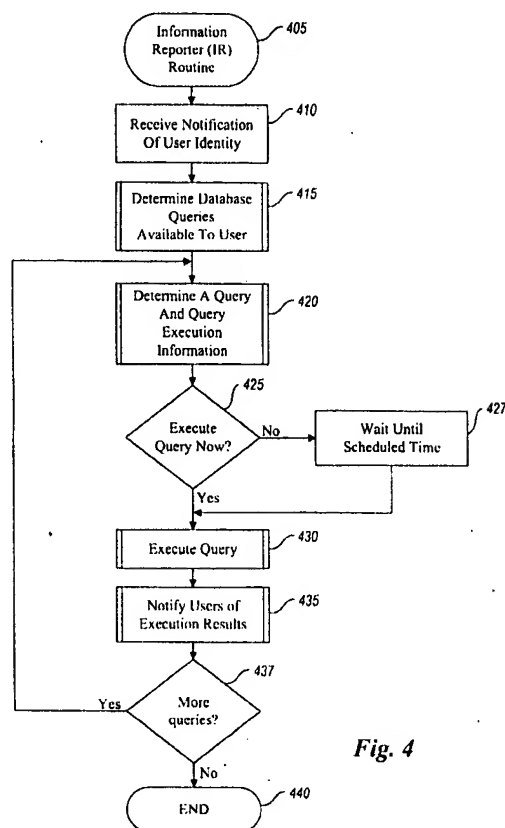 Information
Reporter (IR)
Routine
405
Receive Notification
Of User Identity
410
Determine Database
Queries
Available To User
415
Determine A Query
And Query
Execution
Information
420
425
Execute
Query Now?
No
Wait Until
Scheduled Time
427
Yes
Execute Query
430
Notify Users of
Execution Results
435
437
Yes
More
queries?
Fig. 4
No
END
440